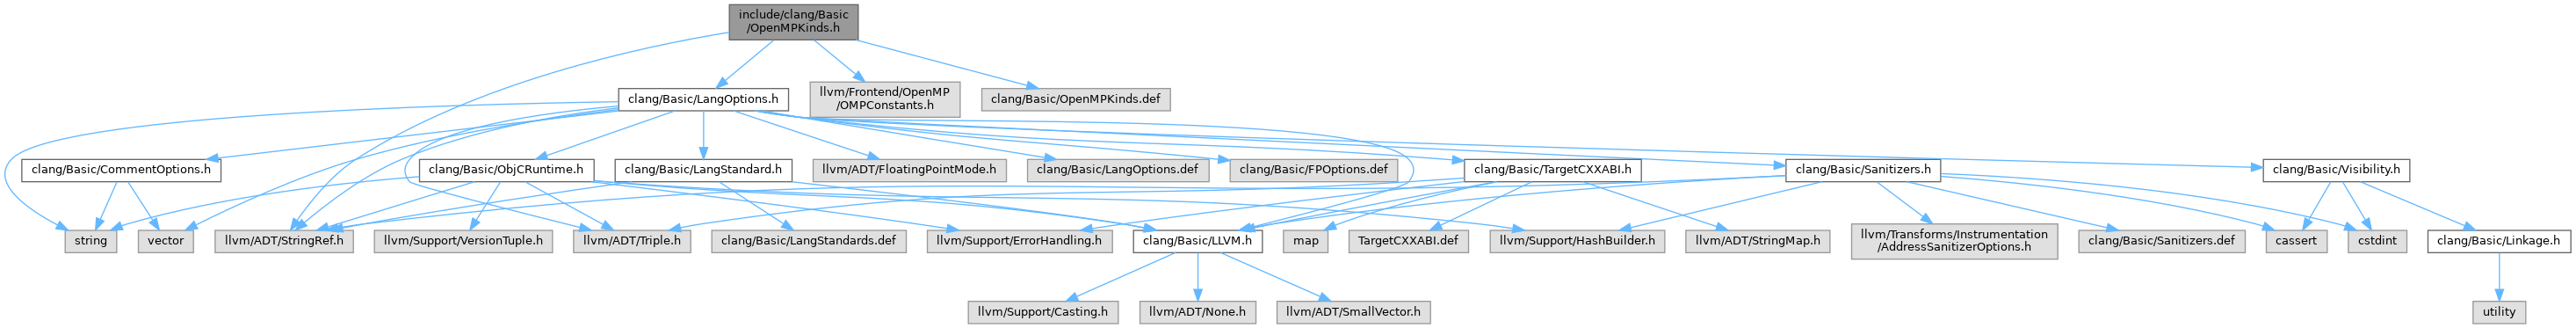 include/clang/Basic
/OpenMPKinds.h
clang/Basic/LangOptions.h
llvm/Frontend/OpenMP
/OMPConstants.h
clang/Basic/OpenMPKinds.def
clang/Basic/CommentOptions.h
clang/Basic/ObjCRuntime.h
clang/Basic/LangStandard.h
llvm/ADT/FloatingPointMode.h
clang/Basic/LangOptions.def
clang/Basic/FPOptions.def
clang/Basic/TargetCXXABI.h
clang/Basic/Sanitizers.h
clang/Basic/Visibility.h
string
vector
llvm/ADT/StringRef.h
llvm/Support/VersionTuple.h
llvm/ADT/Triple.h
clang/Basic/LangStandards.def
llvm/Support/ErrorHandling.h
clang/Basic/LLVM.h
map
TargetCXXABI.def
llvm/Support/HashBuilder.h
llvm/ADT/StringMap.h
llvm/Transforms/Instrumentation
/AddressSanitizerOptions.h
clang/Basic/Sanitizers.def
cassert
cstdint
clang/Basic/Linkage.h
llvm/Support/Casting.h
llvm/ADT/None.h
llvm/ADT/SmallVector.h
utility